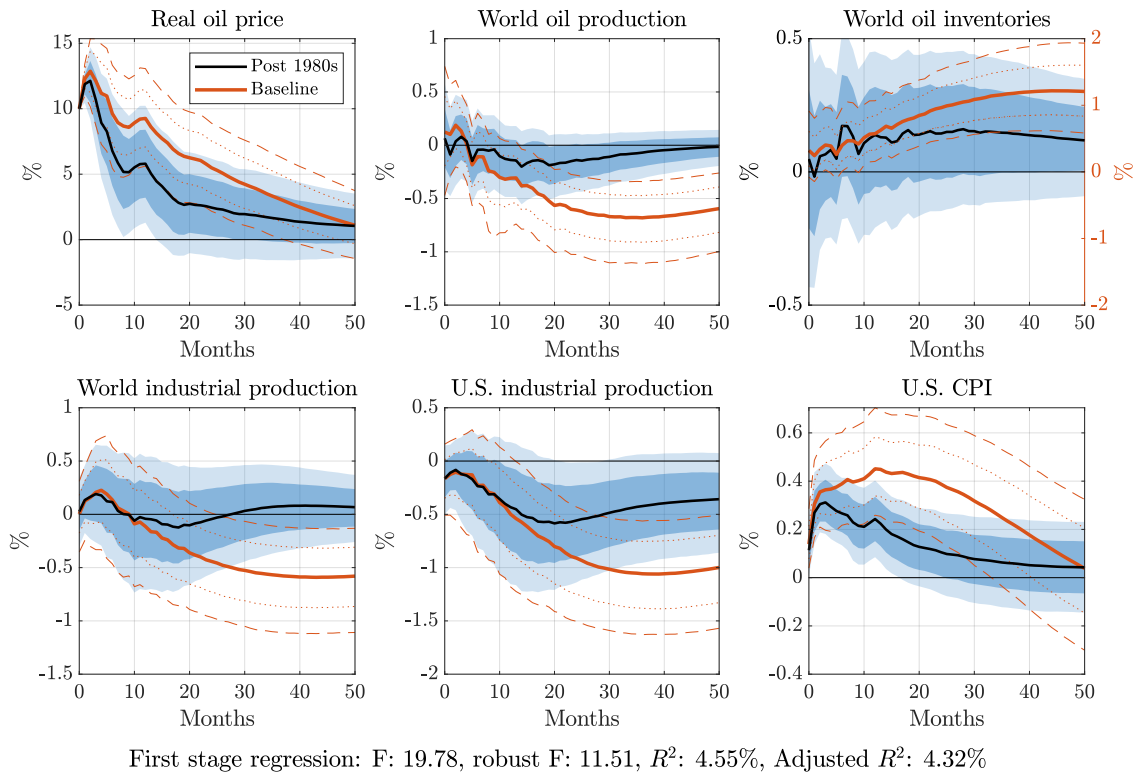 Real oil price
World oil production
World oil inventories
15
10
5
0
-5
%
0 10 20 30 40 50
Months
Post 1980s
Baseline
1
0.5
0
-0.5
-1
-1.5
%
0 10 20 30 40 50
Months
0.5
0
-0.5
%
2
1
0
-1
-2
%
0 10 20 30 40 50
Months
World industrial production
U.S. industrial production
U.S. CPI
1
0.5
0
-0.5
-1
-1.5
%
0 10 20 30 40 50
Months
0.5
0
-0.5
-1
-1.5
-2
%
0 10 20 30 40 50
Months
0.6
0.4
0.2
0
-0.2
-0.4
%
0 10 20 30 40 50
Months
First stage regression: F: 19.78, robust F: 11.51, R²: 4.55%, Adjusted R²: 4.32%